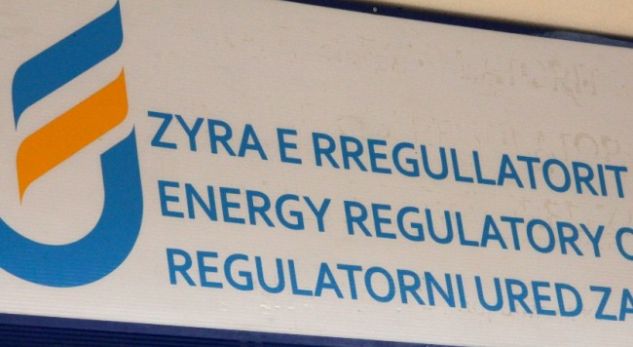 ZYRA E RREGULLATORIT
ENERGY REGULATORY
REGULATORNI URED ZA